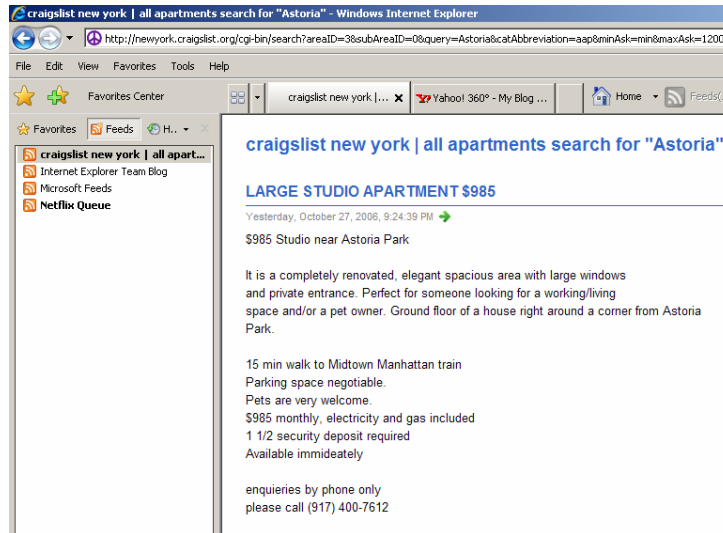 craigslist new york | all apartments search for "Astoria" - Windows Internet Explorer
http://newyork.craigslist.org/cgi-bin/search?areaID=3&subAreaID=0&query=Astoria&catAbbreviation=aap&minAsk=min&maxAsk=1200
File Edit View Favorites Tools Help
Favorites Center
craigslist new york |...
Yahoo! 360° - My Blog ...
Home
Feeds(
Favorites Feeds H..
craigslist new york | all apart...
Internet Explorer Team Blog
Microsoft Feeds
Netflix Queue
craigslist new york | all apartments search for "Astoria"
LARGE STUDIO APARTMENT $985
Yesterday, October 27, 2006, 9:24:39 PM
$985 Studio near Astoria Park
It is a completely renovated, elegant spacious area with large windows
and private entrance. Perfect for someone looking for a working/living
space and/or a pet owner. Ground floor of a house right around a corner from Astoria
Park.
15 min walk to Midtown Manhattan train
Parking space negotiable.
Pets are very welcome.
$985 monthly, electricity and gas included
1 1/2 security deposit required
Available immideately
enquieries by phone only
please call (917) 400-7612